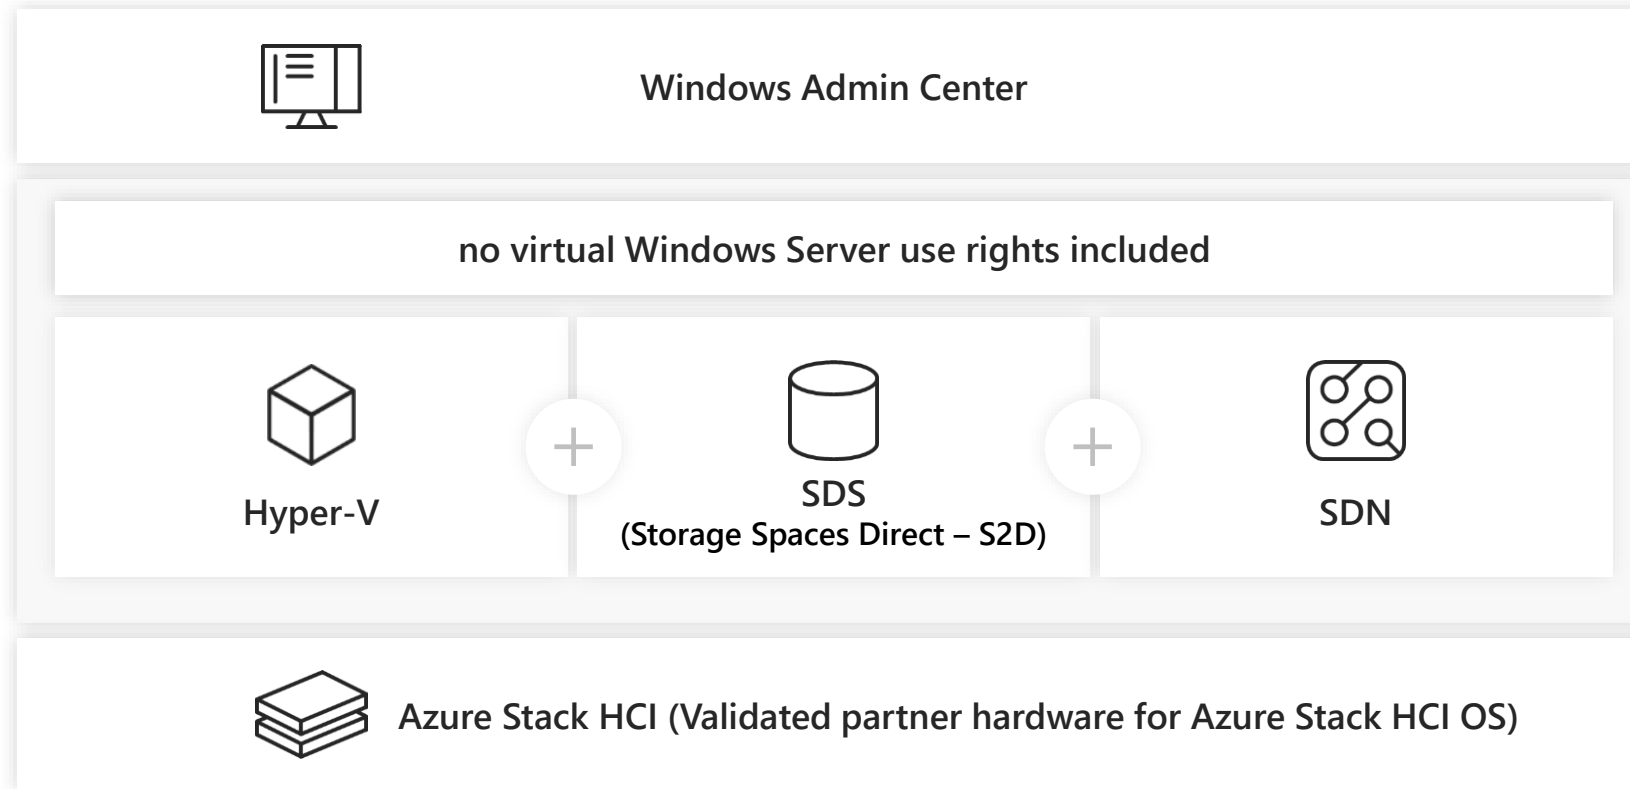 Windows Admin Center
no virtual Windows Server use rights included
Hyper-V
SDS
(Storage Spaces Direct – S2D)
SDN
Azure Stack HCI (Validated partner hardware for Azure Stack HCI OS)